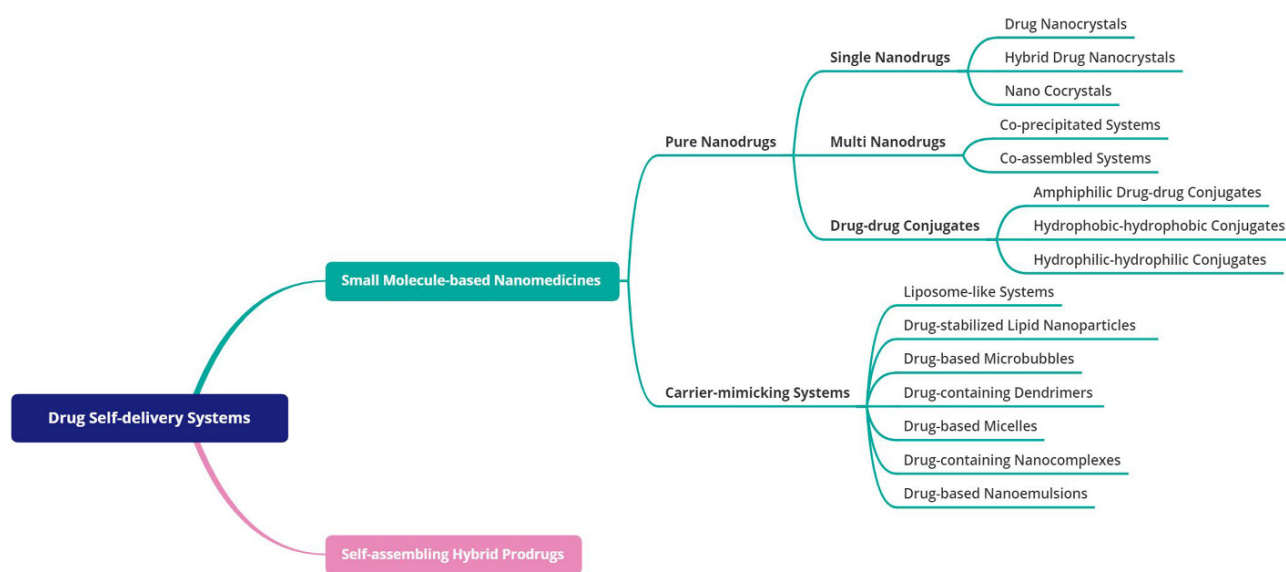 Drug Self-delivery Systems
Small Molecule-based Nanomedicines
Pure Nanodrugs
Single Nanodrugs
Drug Nanocrystals
Hybrid Drug Nanocrystals
Nano Cocrystals
Multi Nanodrugs
Co-precipitated Systems
Co-assembled Systems
Drug-drug Conjugates
Amphiphilic Drug-drug Conjugates
Hydrophobic-hydrophobic Conjugates
Hydrophilic-hydrophilic Conjugates
Carrier-mimicking Systems
Liposome-like Systems
Drug-stabilized Lipid Nanoparticles
Drug-based Microbubbles
Drug-containing Dendrimers
Drug-based Micelles
Drug-containing Nanocomplexes
Drug-based Nanoemulsions
Self-assembling Hybrid Prodrugs